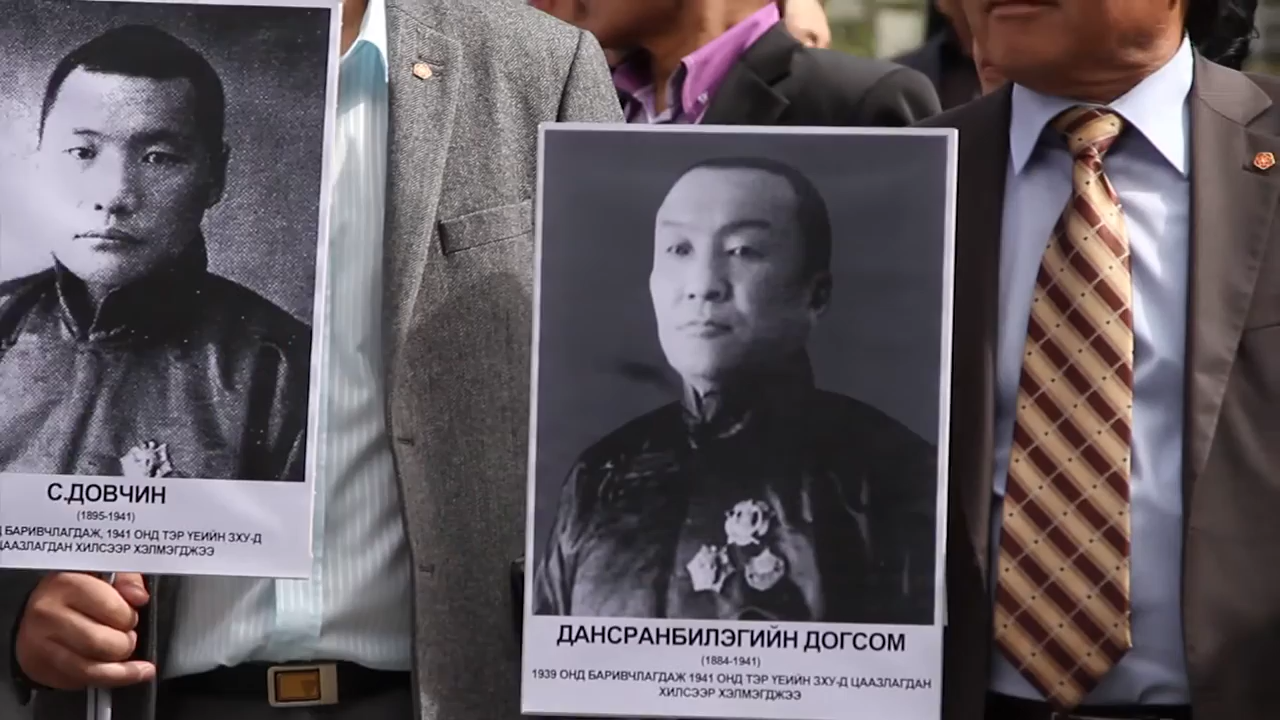 С.ДОВЧИН
(1895-1941)
БАРИВЧЛАГДАЖ, 1941 ОНД ТЭР ҮЕИЙН ЗХУ-Д
ЦААЗЛАГДАН ХИЛСЭЭР ХЭЛМЭГДЖЭЭ
ДАНСРАНБИЛЭГИЙН ДОГСОМ
(1884-1941)
1939 ОНД БАРИВЧЛАГДАЖ 1941 ОНД ТЭР ҮЕИЙН ЗХУ-Д ЦААЗЛАГДАН
ХИЛСЭЭР ХЭЛМЭГДЖЭЭ